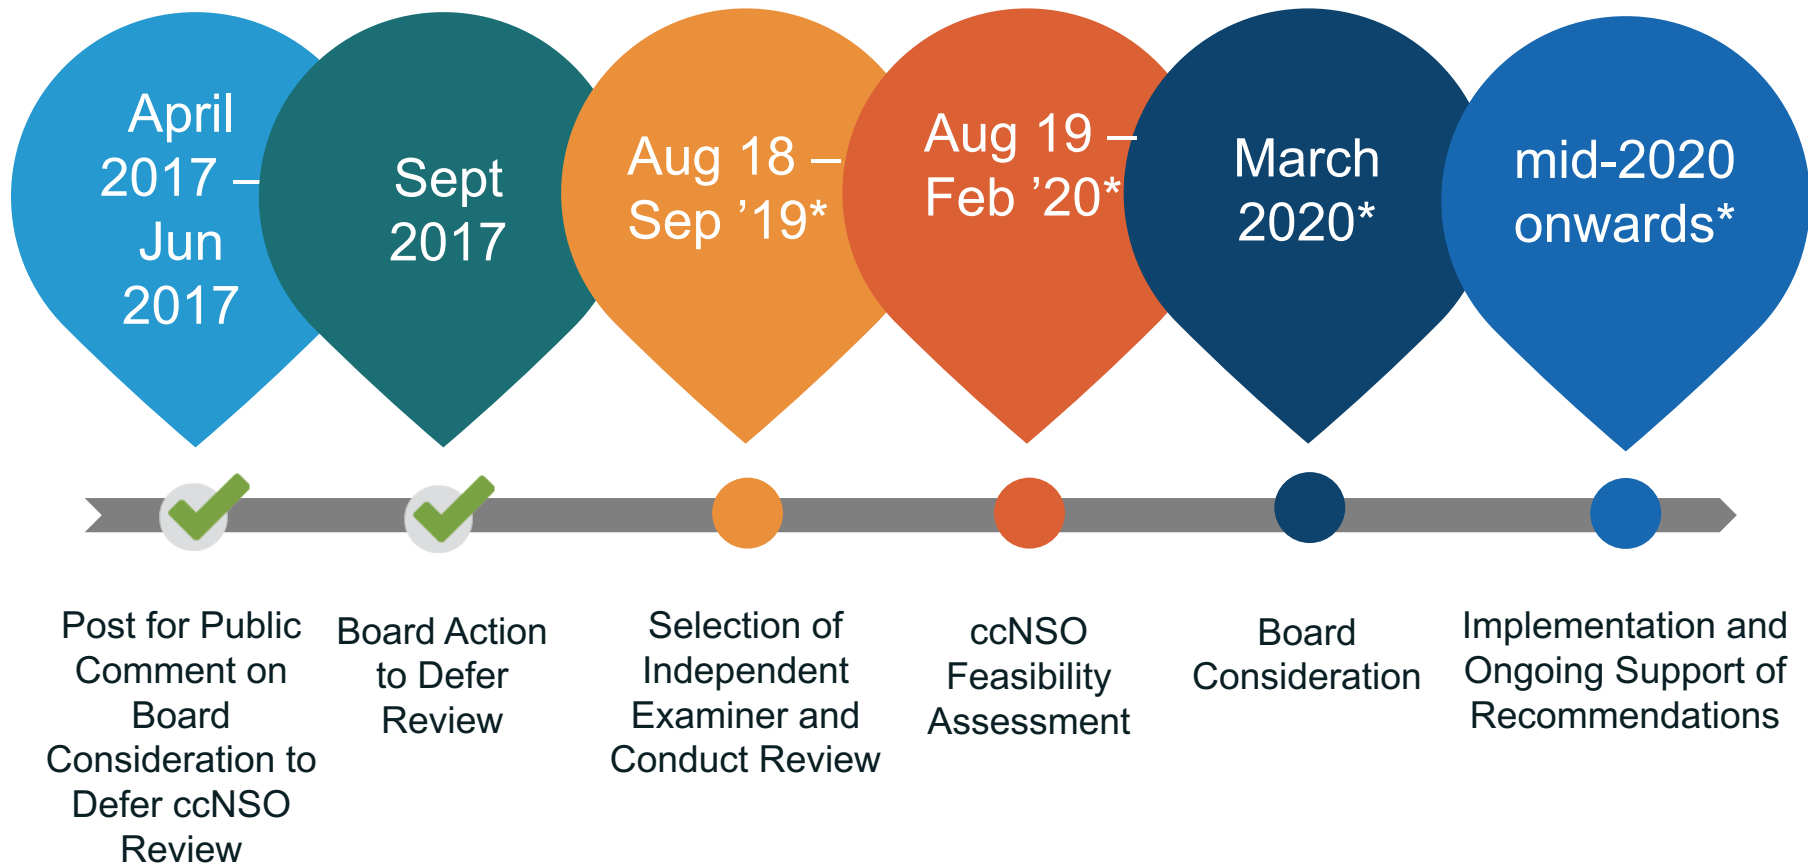 April
2017 –
Jun
2017
Sept
2017
Aug 18 –
Sep ’19*
Aug 19 –
Feb ’20*
March
2020*
mid-2020
onwards*
Post for Public
Comment on
Board
Consideration to
Defer ccNSO
Review
Board Action
to Defer
Review
Selection of
Independent
Examiner and
Conduct Review
ccNSO
Feasibility
Assessment
Board
Consideration
Implementation and
Ongoing Support of
Recommendations